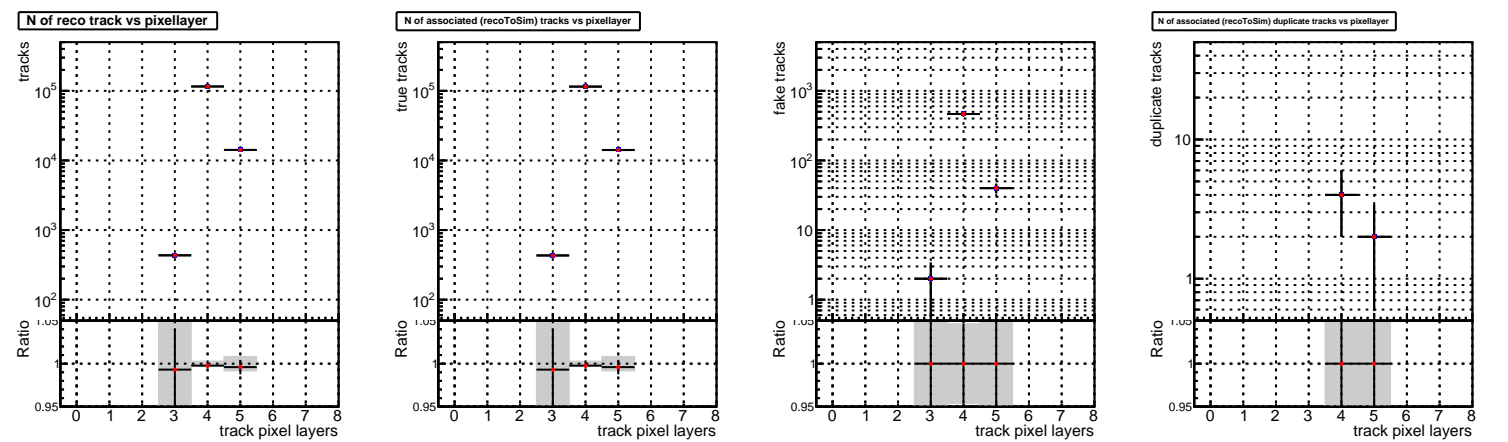 N of reco track vs pixellayer
tracks
10^5
10^4
10^3
10^2
Ratio
1.05
1
0.95
0 1 2 3 4 5 6 7 8
track pixel layers
N of associated (recoToSim) tracks vs pixellayer
true tracks
10^5
10^4
10^3
10^2
Ratio
1.05
1
0.95
0 1 2 3 4 5 6 7 8
track pixel layers
fake tracks
10^3
10^2
10
1
Ratio
1.05
1
0.95
0 1 2 3 4 5 6 7 8
track pixel layers
N of associated (recoToSim) duplicate tracks vs pixellayer
duplicate tracks
10
1
Ratio
1.05
1
0.95
0 1 2 3 4 5 6 7 8
track pixel layers